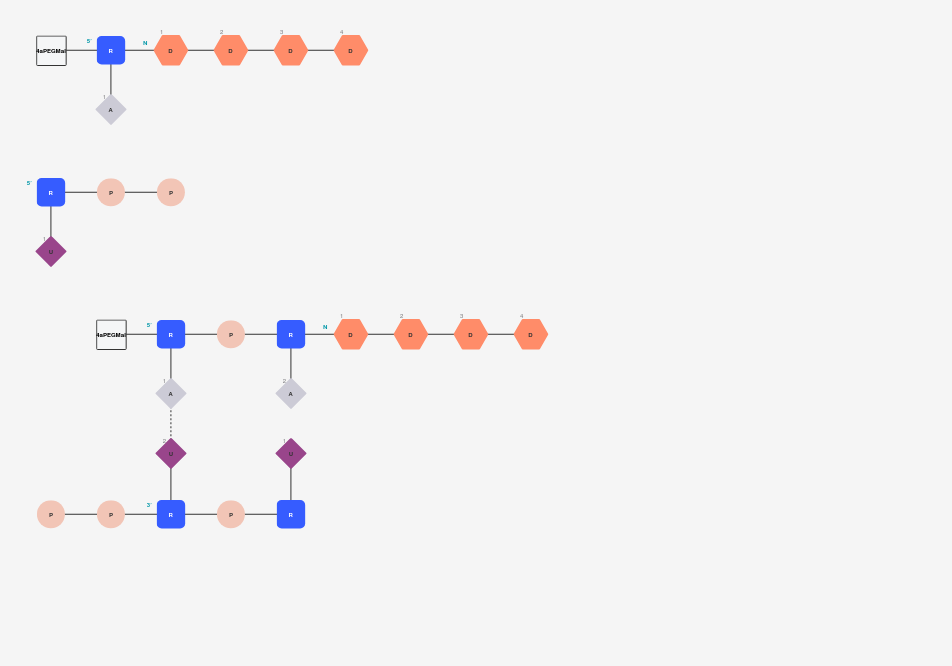 1 2 3 4
5' N
4aPEGMal R D D D D
1
A
5'
R P P
1
U
1 2 3 4
5' N
4aPEGMal R P R D D D D
1 2
A A
2 1
U U
3'
P P R P R